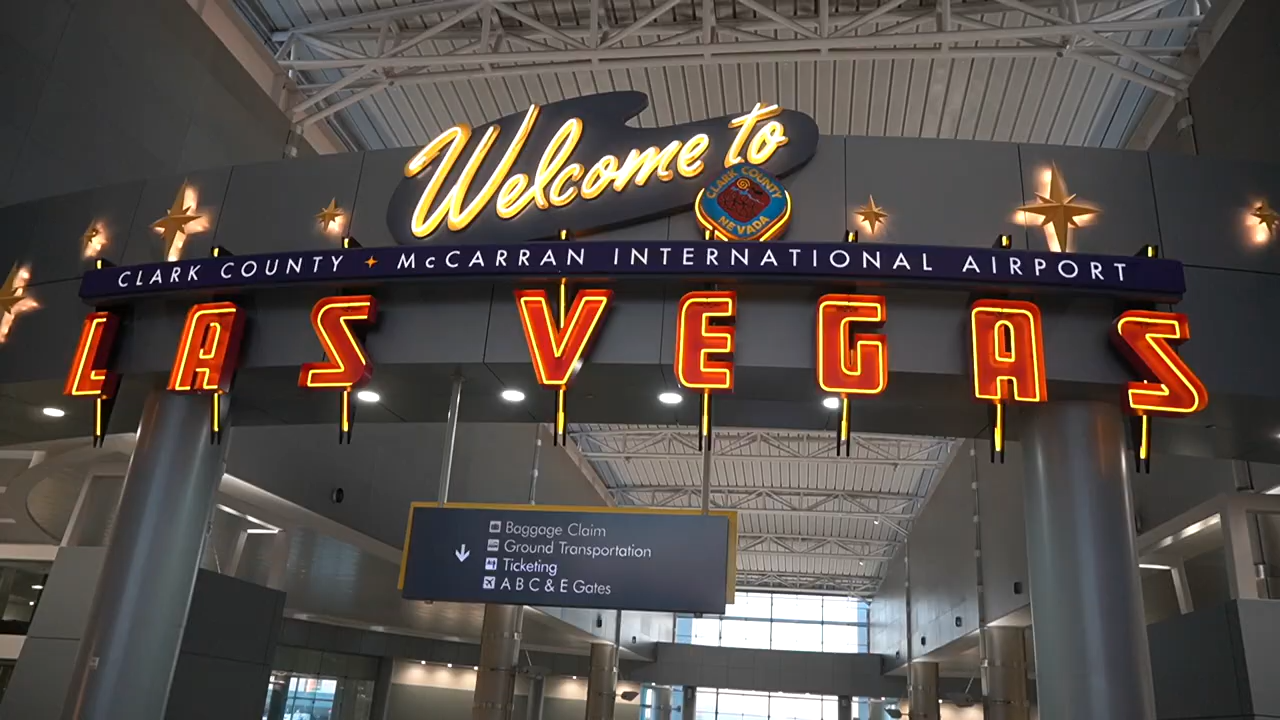 Welcome to
CLARK COUNTY
NEVADA
CLARK COUNTY McCARRAN INTERNATIONAL AIRPORT
LAS VEGAS
Baggage Claim
Ground Transportation
Ticketing
A B C & E Gates